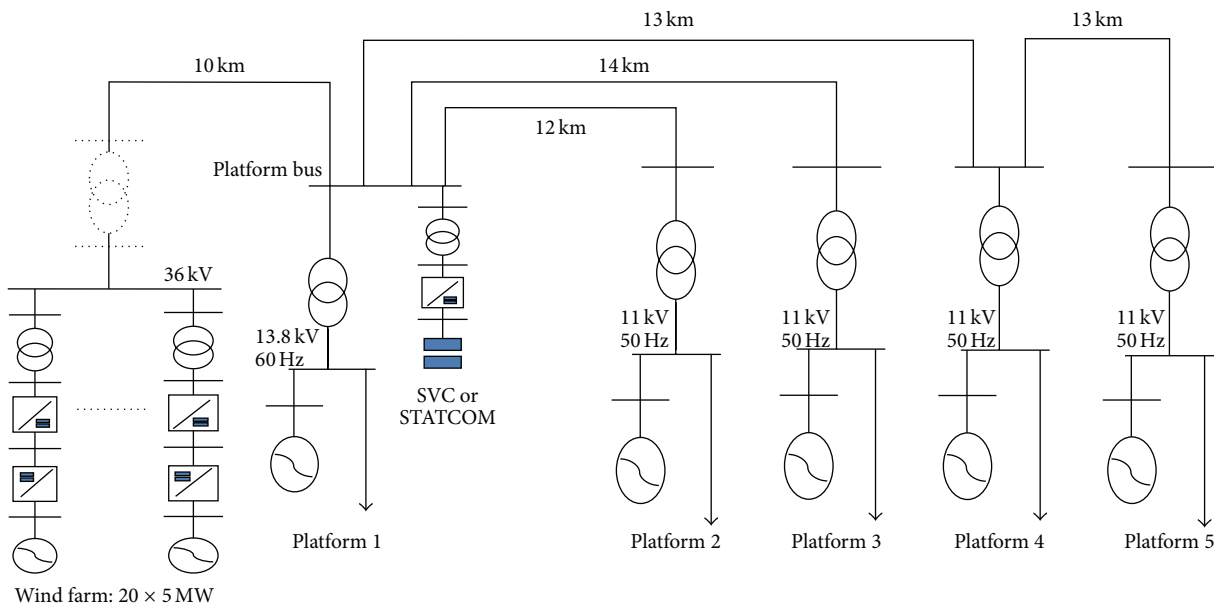 13 km
13 km
10 km
14 km
12 km
Platform bus
36 kV
13.8 kV
60 Hz
11 kV
50 Hz
11 kV
50 Hz
11 kV
50 Hz
11 kV
50 Hz
SVC or
STATCOM
Platform 1
Platform 2
Platform 3
Platform 4
Platform 5
Wind farm: 20 × 5 MW